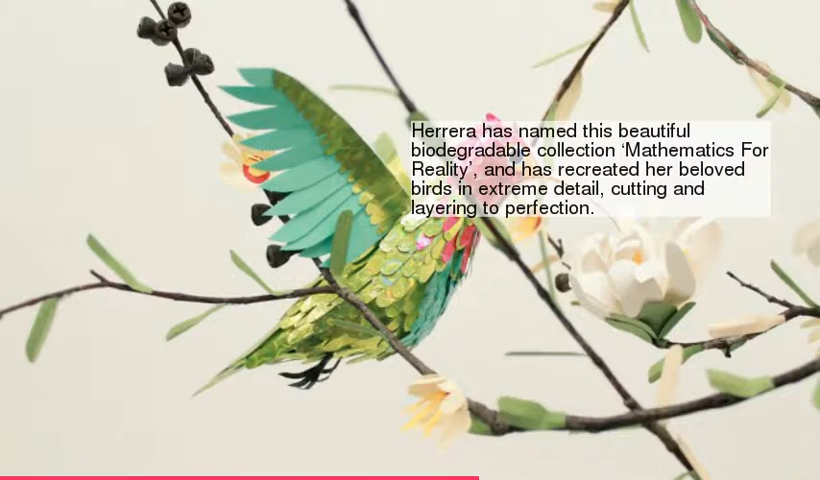 Herrera has named this beautiful
biodegradable collection ‘Mathematics For
Reality’, and has recreated her beloved
birds in extreme detail, cutting and
layering to perfection.